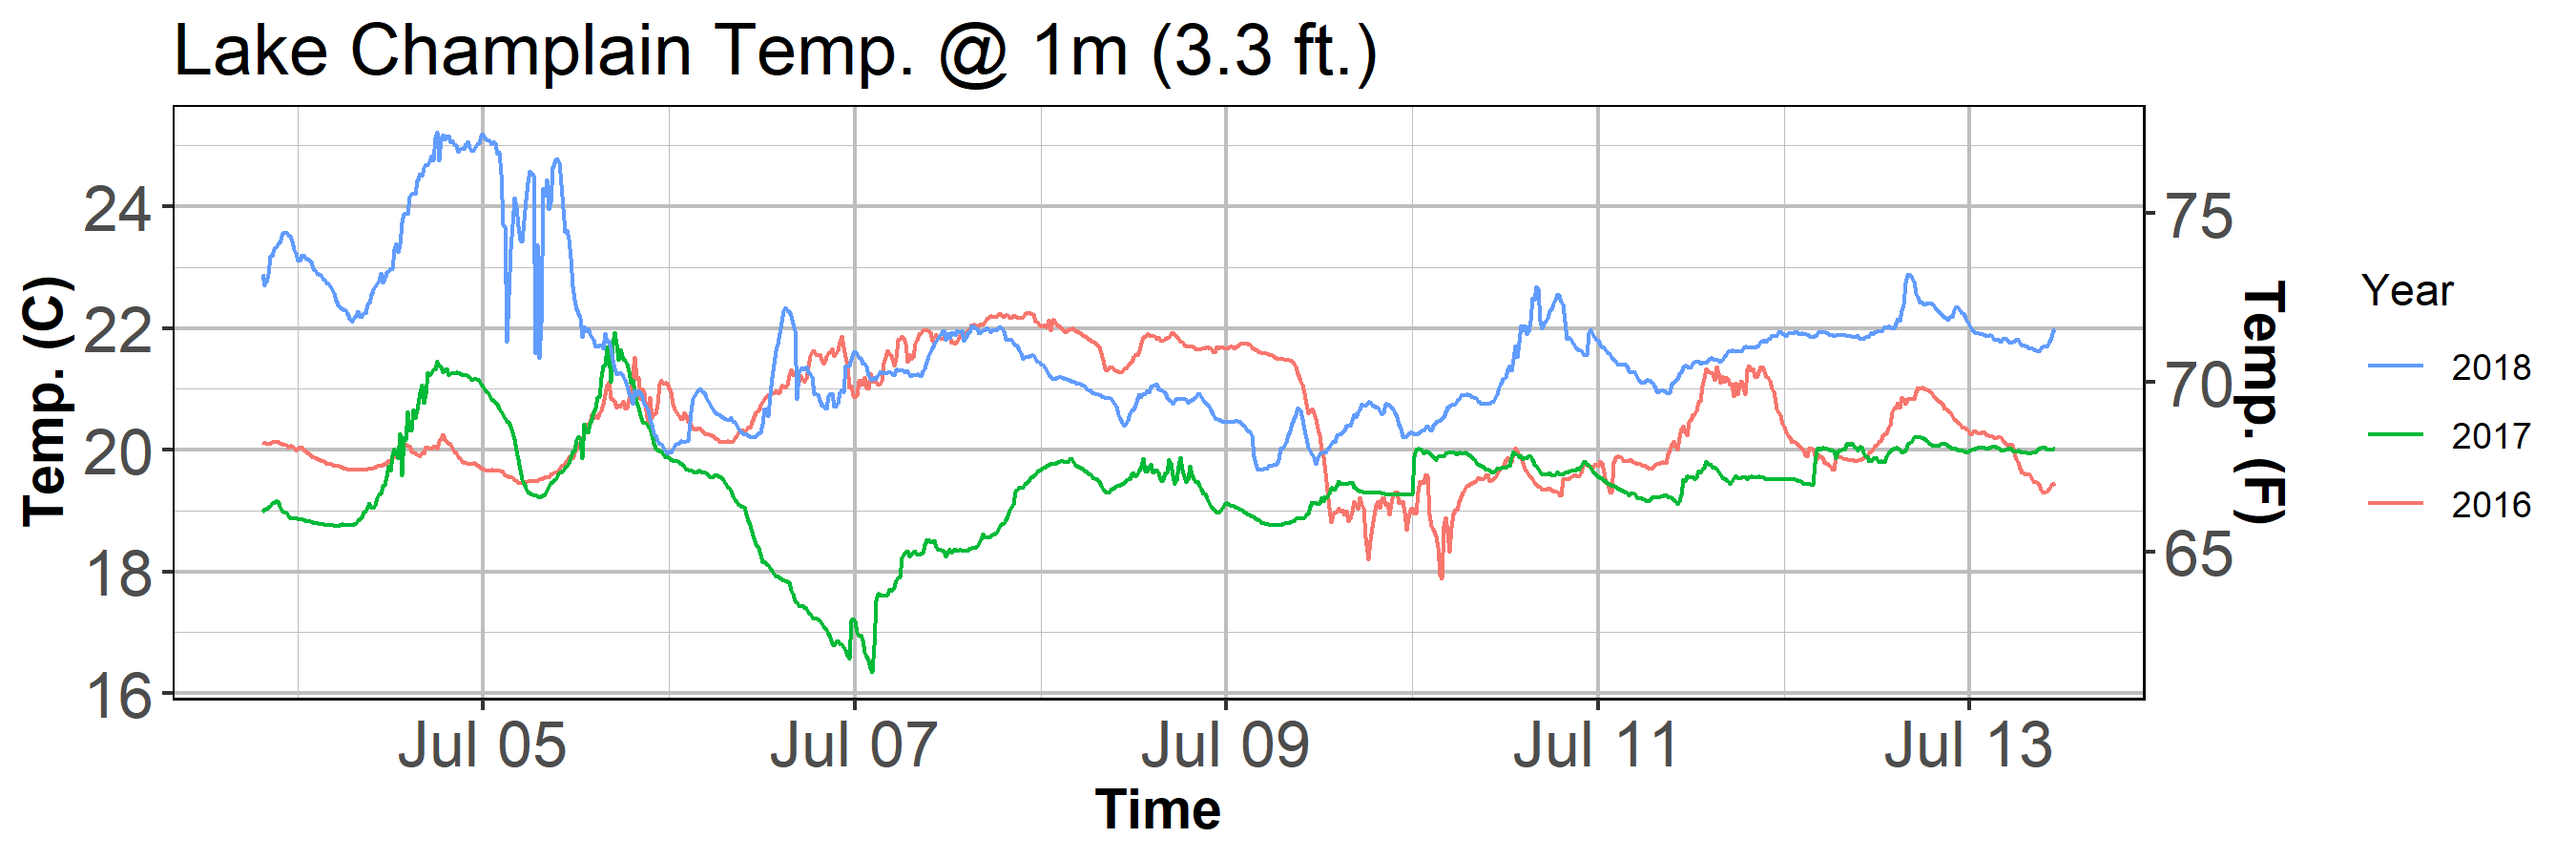 Lake Champlain Temp. @ 1m (3.3 ft.)
Temp. (C)
24
22
20
18
16
75
70
65
Temp. (F)
Jul 05 Jul 07 Jul 09 Jul 11 Jul 13
Time
Year
2018
2017
2016